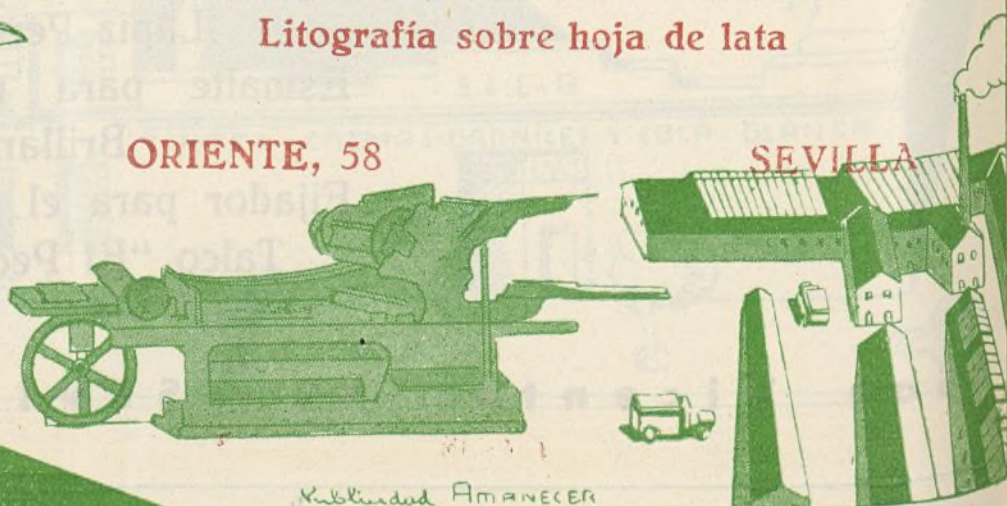 Litografía sobre hoja de lata
ORIENTE, 58
SEVILLA
Publicidad AMANECER